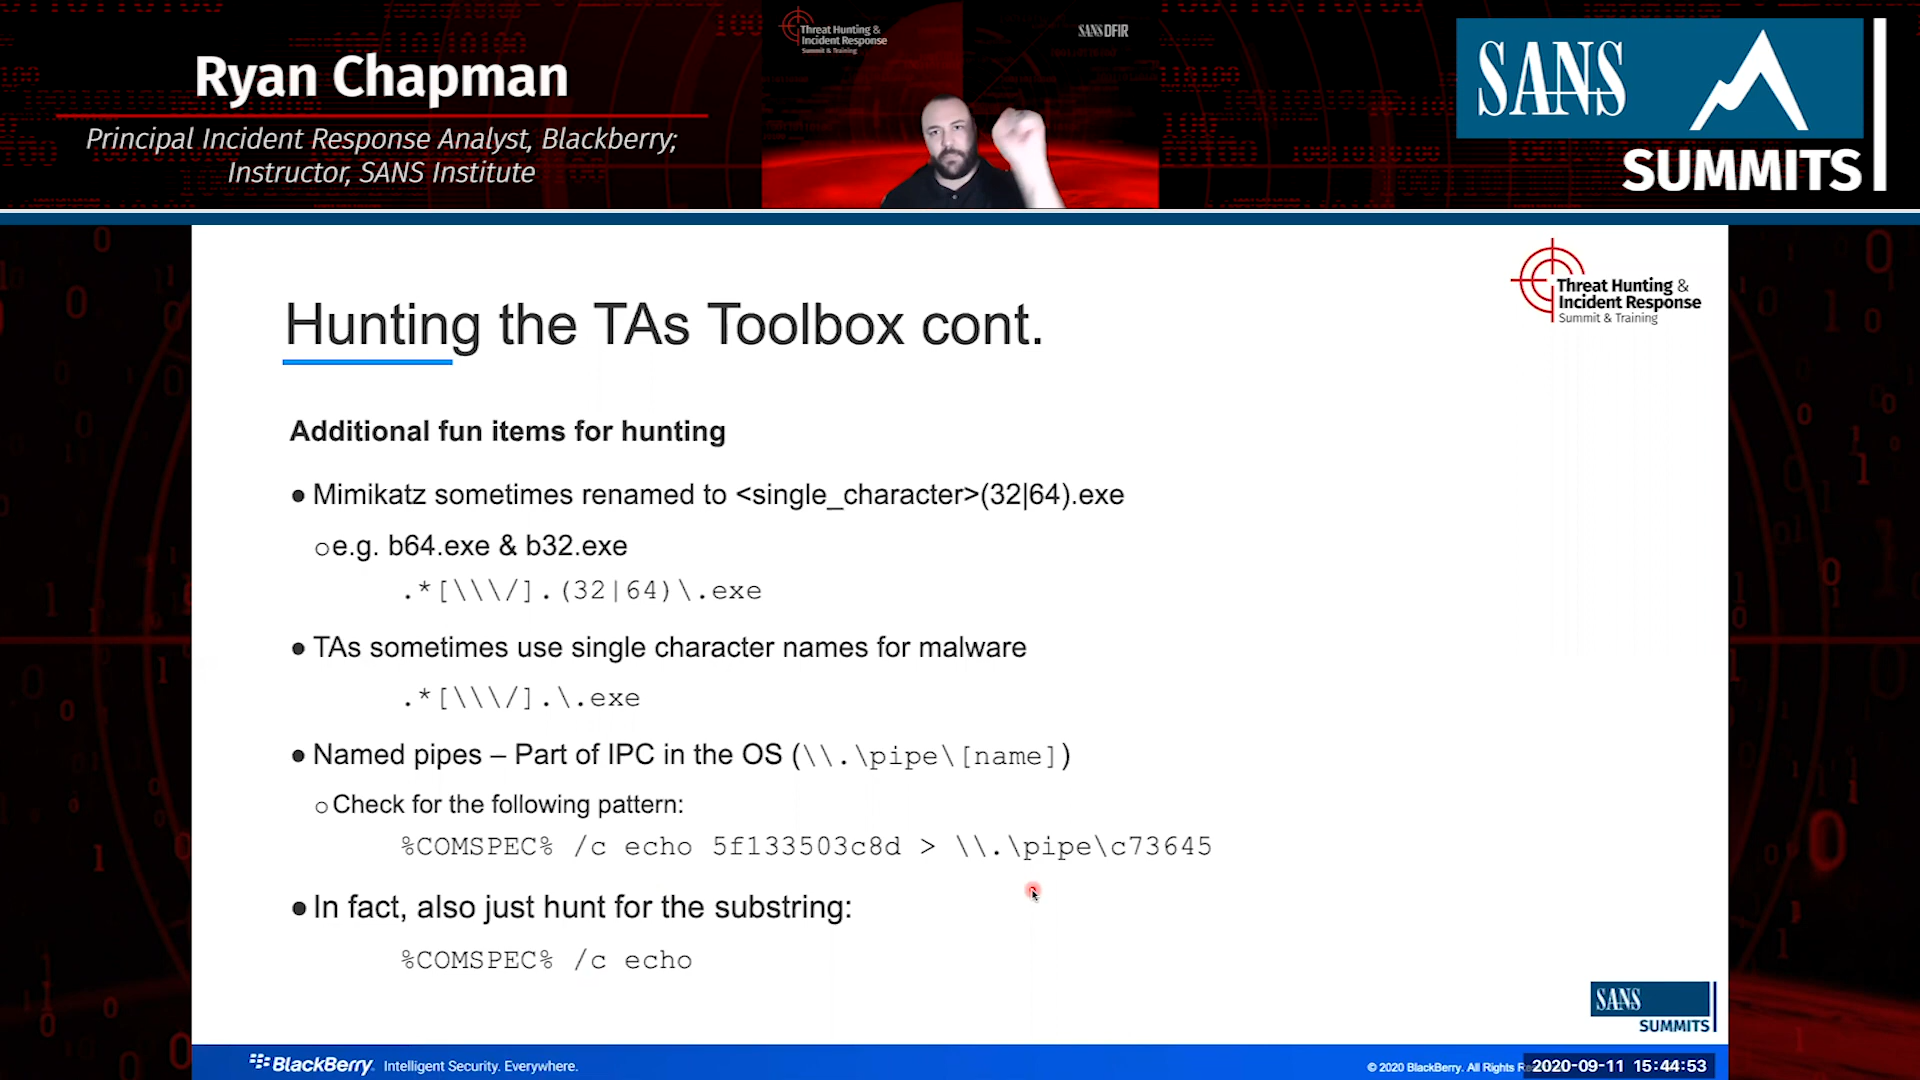 Ryan Chapman
Principal Incident Response Analyst, Blackberry;
Instructor, SANS Institute
Threat Hunting &
Incident Response
Summit & Training
SANS DFIR
SANS
SUMMITS
Threat Hunting &
Incident Response
Summit & Training
Hunting the TAs Toolbox cont.
Additional fun items for hunting
● Mimikatz sometimes renamed to <single_character>(32|64).exe
○ e.g. b64.exe & b32.exe
.*[\\\/].(32|64)\.exe
● TAs sometimes use single character names for malware
.*[\\\/].\.exe
● Named pipes – Part of IPC in the OS (\\.\pipe\[name])
○ Check for the following pattern:
%COMSPEC% /c echo 5f133503c8d > \\.\pipe\c73645
● In fact, also just hunt for the substring:
%COMSPEC% /c echo
SANS
SUMMITS
BlackBerry Intelligent Security. Everywhere.
© 2020 BlackBerry. All Rights
2020-09-11 15:44:53